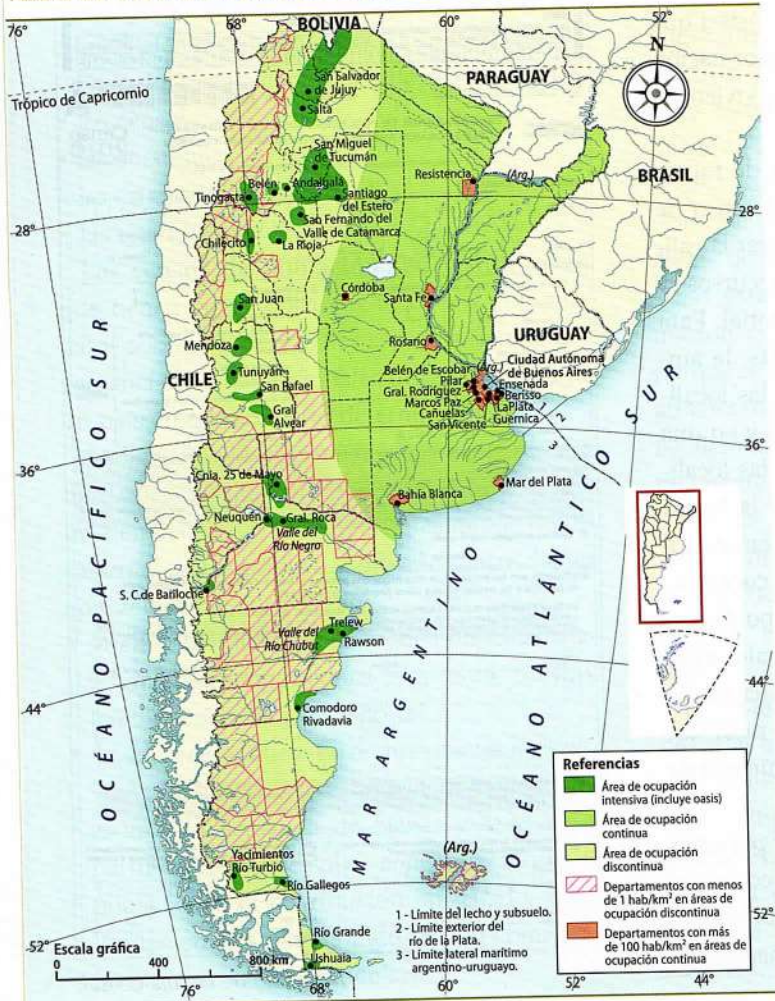 76°
68°
BOLIVIA
60°
52°
N
PARAGUAY
Trópico de Capricornio
San Salvador
de Jujuy
Salta
San Miguel
de Tucumán
Resistencia
(Arg.)
BRASIL
Belén
Andalgalá
Tinogasta
Santiago
del Estero
San Fernando del
Valle de Catamarca
28°
28°
Chilecito
La Rioja
Córdoba
Santa Fe
San Juan
Rosario
URUGUAY
Mendoza
CHILE
Ciudad Autónoma
de Buenos Aires
Belén de Escobar
(Arg.)
Pilar
Ensenada
Gral. Rodríguez
Berisso
Marcos Paz
La Plata
Cañuelas
Guernica
San Vicente
Tunuyán
San Rafael
Gral.
Alvear
1
2
3
36°
36°
Cnia. 25 de Mayo
Mar del Plata
Bahía Blanca
Neuquén
Gral. Roca
Valle del
Río Negro
S. C. de Bariloche
Trelew
Valle del
Río Chubut
Rawson
44°
44°
Comodoro
Rivadavia
OCÉANO PACÍFICO SUR
MAR ARGENTINO
OCÉANO ATLÁNTICO SUR
Yacimientos
Río Turbio
Río Gallegos
(Arg.)
Río Grande
Ushuaia
52°
52°
Escala gráfica
0
400
800 km
76°
68°
60°
52°
1 - Límite del lecho y subsuelo.
2 - Límite exterior del
río de la Plata.
3 - Límite lateral marítimo
argentino-uruguayo.
Referencias
Área de ocupación
intensiva (incluye oasis)
Área de ocupación
continua
Área de ocupación
discontinua
Departamentos con menos
de 1 hab/km² en áreas de
ocupación discontinua
Departamentos con más
de 100 hab/km² en áreas de
ocupación continua